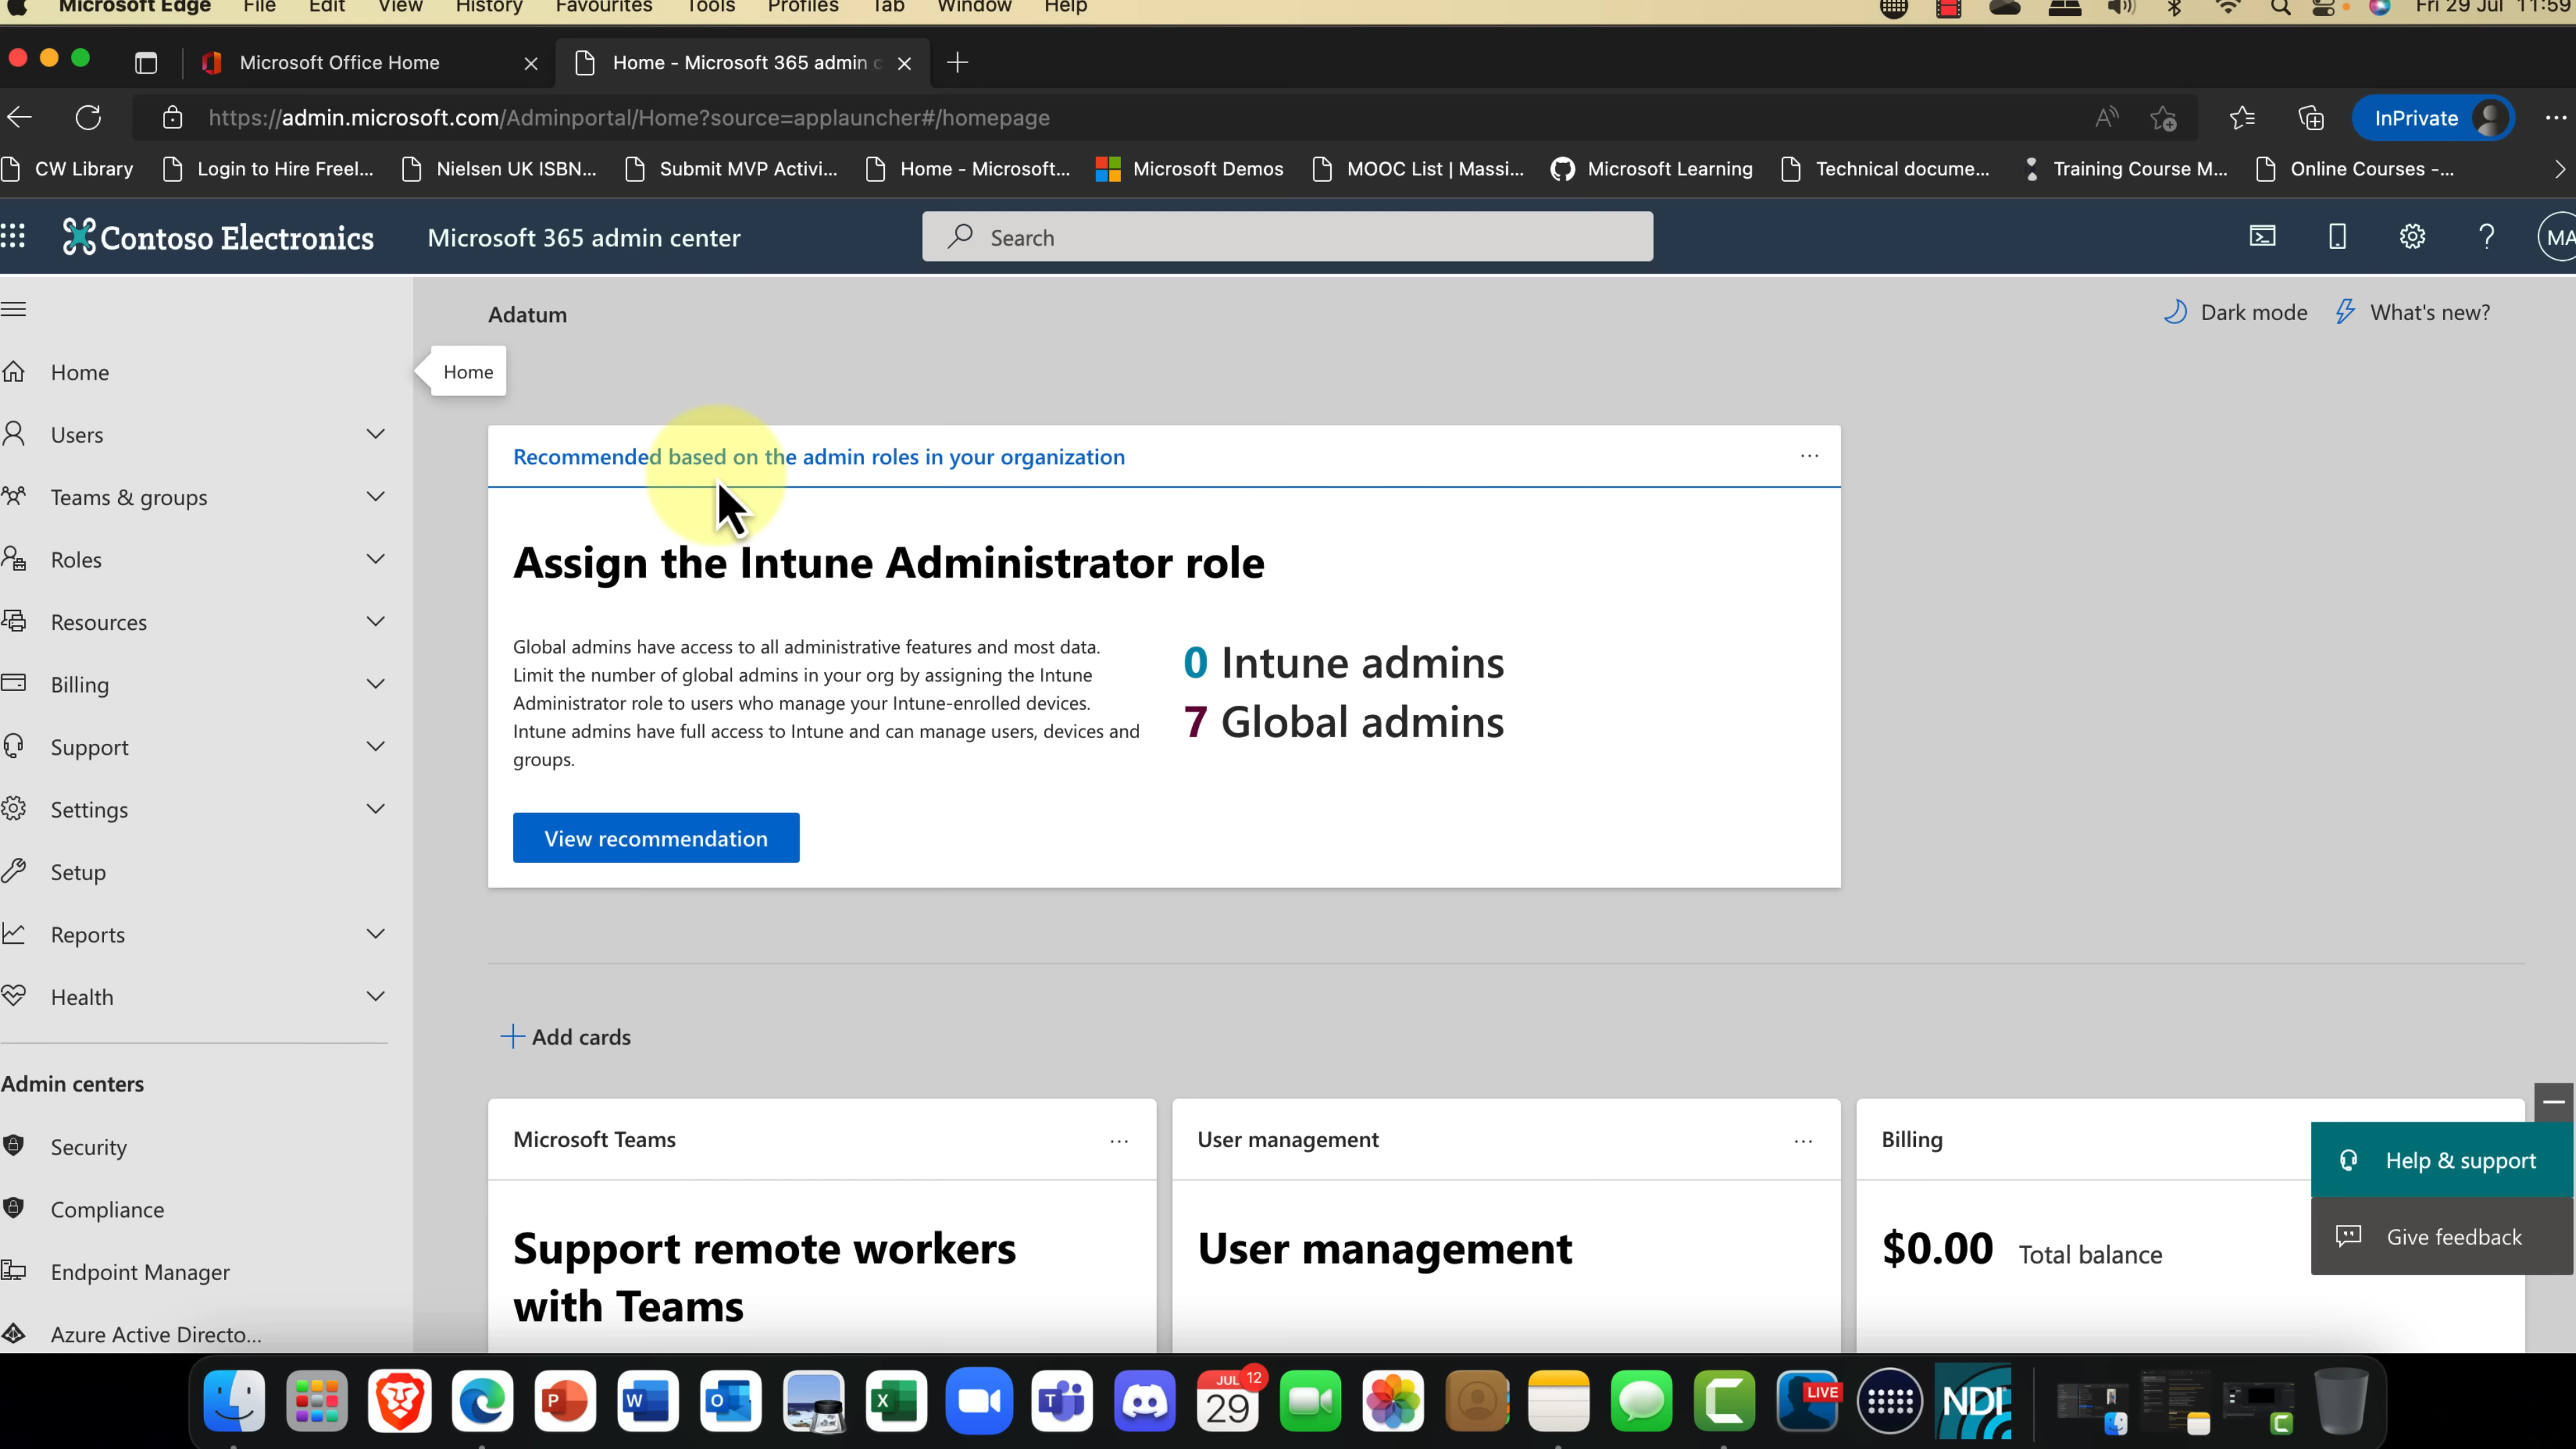 Microsoft Edge File Edit View History Favourites Tools Profiles Tab Window Help Fri 29 Jul 11:59
Microsoft Office Home Home - Microsoft 365 admin c
https://admin.microsoft.com/Adminportal/Home?source=applauncher#/homepage InPrivate
CW Library Login to Hire Freel... Nielsen UK ISBN... Submit MVP Activi... Home - Microsoft... Microsoft Demos MOOC List | Massi... Microsoft Learning Technical docume... Training Course M... Online Courses -...
Contoso Electronics Microsoft 365 admin center Search MA
Adatum Dark mode What's new?
Home
Home
Users
Teams & groups
Roles
Resources
Billing
Support
Settings
Setup
Reports
Health
Admin centers
Security
Compliance
Endpoint Manager
Azure Active Directo...
Recommended based on the admin roles in your organization
Assign the Intune Administrator role
Global admins have access to all administrative features and most data.
Limit the number of global admins in your org by assigning the Intune
Administrator role to users who manage your Intune-enrolled devices.
Intune admins have full access to Intune and can manage users, devices and
groups.
0 Intune admins
7 Global admins
View recommendation
Add cards
Microsoft Teams
Support remote workers
with Teams
User management
User management
Billing
$0.00 Total balance
Help & support
Give feedback
P W O X T JUL 12
29 LIVE NDI